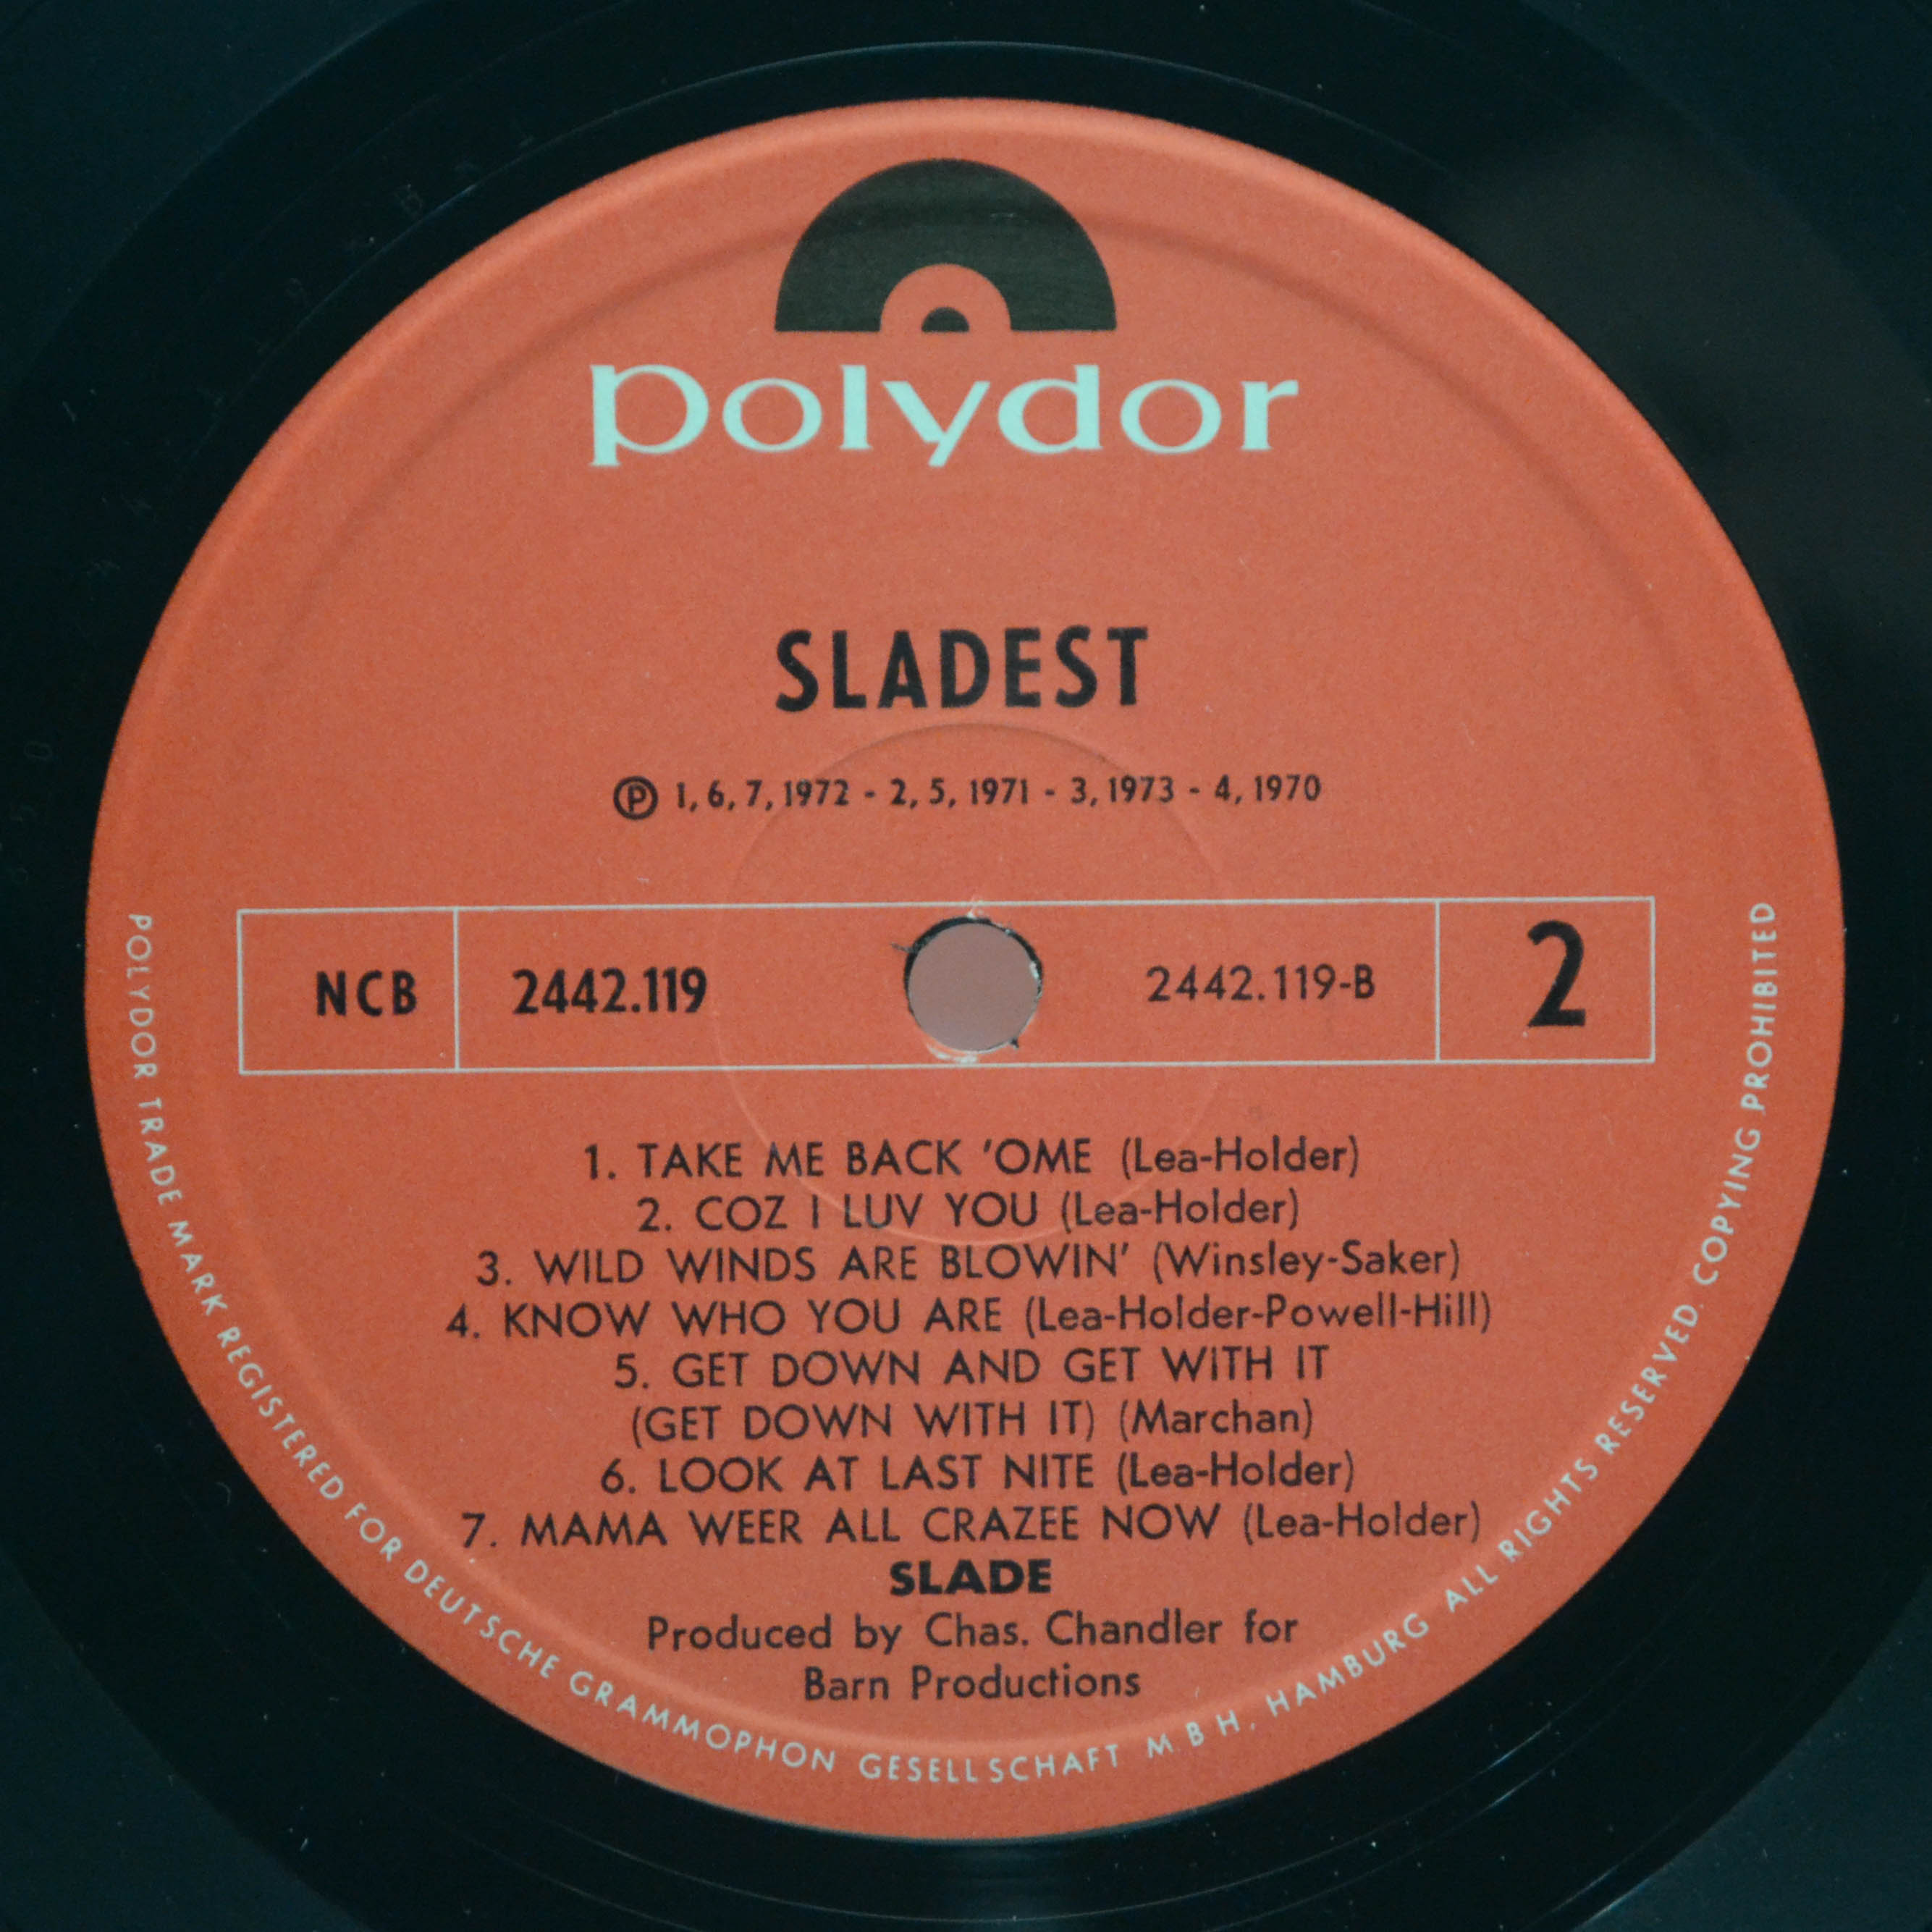 polydor
SLADEST
Ⓟ 1, 6, 7, 1972 - 2, 5, 1971 - 3, 1973 - 4, 1970
NCB 2442.119 2442.119-B 2
1. TAKE ME BACK 'OME (Lea-Holder)
2. COZ I LUV YOU (Lea-Holder)
3. WILD WINDS ARE BLOWIN' (Winsley-Saker)
4. KNOW WHO YOU ARE (Lea-Holder-Powell-Hill)
5. GET DOWN AND GET WITH IT
(GET DOWN WITH IT) (Marchan)
6. LOOK AT LAST NITE (Lea-Holder)
7. MAMA WEER ALL CRAZEE NOW (Lea-Holder)
SLADE
Produced by Chas. Chandler for
Barn Productions
POLYDOR TRADE MARK REGISTERED FOR DEUTSCHE GRAMMOPHON GESELLSCHAFT M.B.H. HAMBURG ALL RIGHTS RESERVED. COPYING PROHIBITED